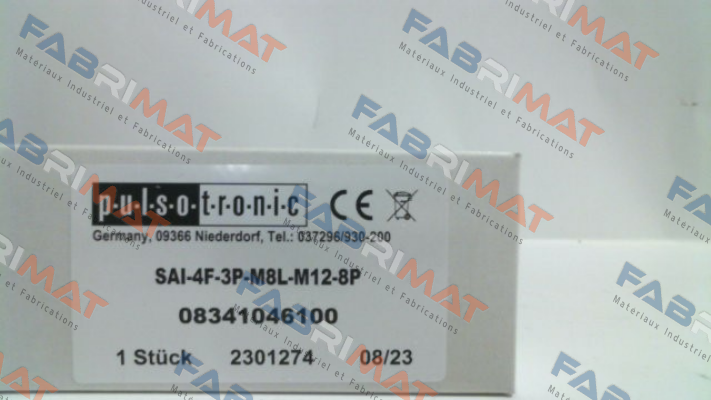 p·u·l·s·o·t·r·o·n·i·c CE
Germany, 09366 Niederdorf, Tel.: 037296/930-200
SAI-4F-3P-M8L-M12-8P
08341046100
1 Stück 2301274 08/23
FABRIMAT
Materiaux Industriel et Fabrications